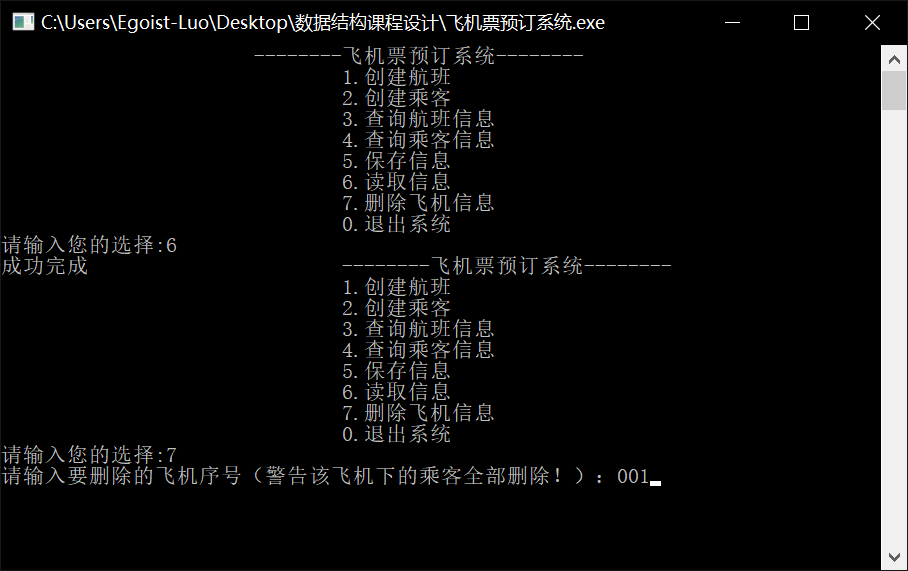 C:\Users\Egoist-Luo\Desktop\数据结构课程设计\飞机票预订系统.exe
--------飞机票预订系统--------
1.创建航班
2.创建乘客
3.查询航班信息
4.查询乘客信息
5.保存信息
6.读取信息
7.删除飞机信息
0.退出系统
请输入您的选择:6
成功完成 --------飞机票预订系统--------
1.创建航班
2.创建乘客
3.查询航班信息
4.查询乘客信息
5.保存信息
6.读取信息
7.删除飞机信息
0.退出系统
请输入您的选择:7
请输入要删除的飞机序号（警告该飞机下的乘客全部删除！）：001